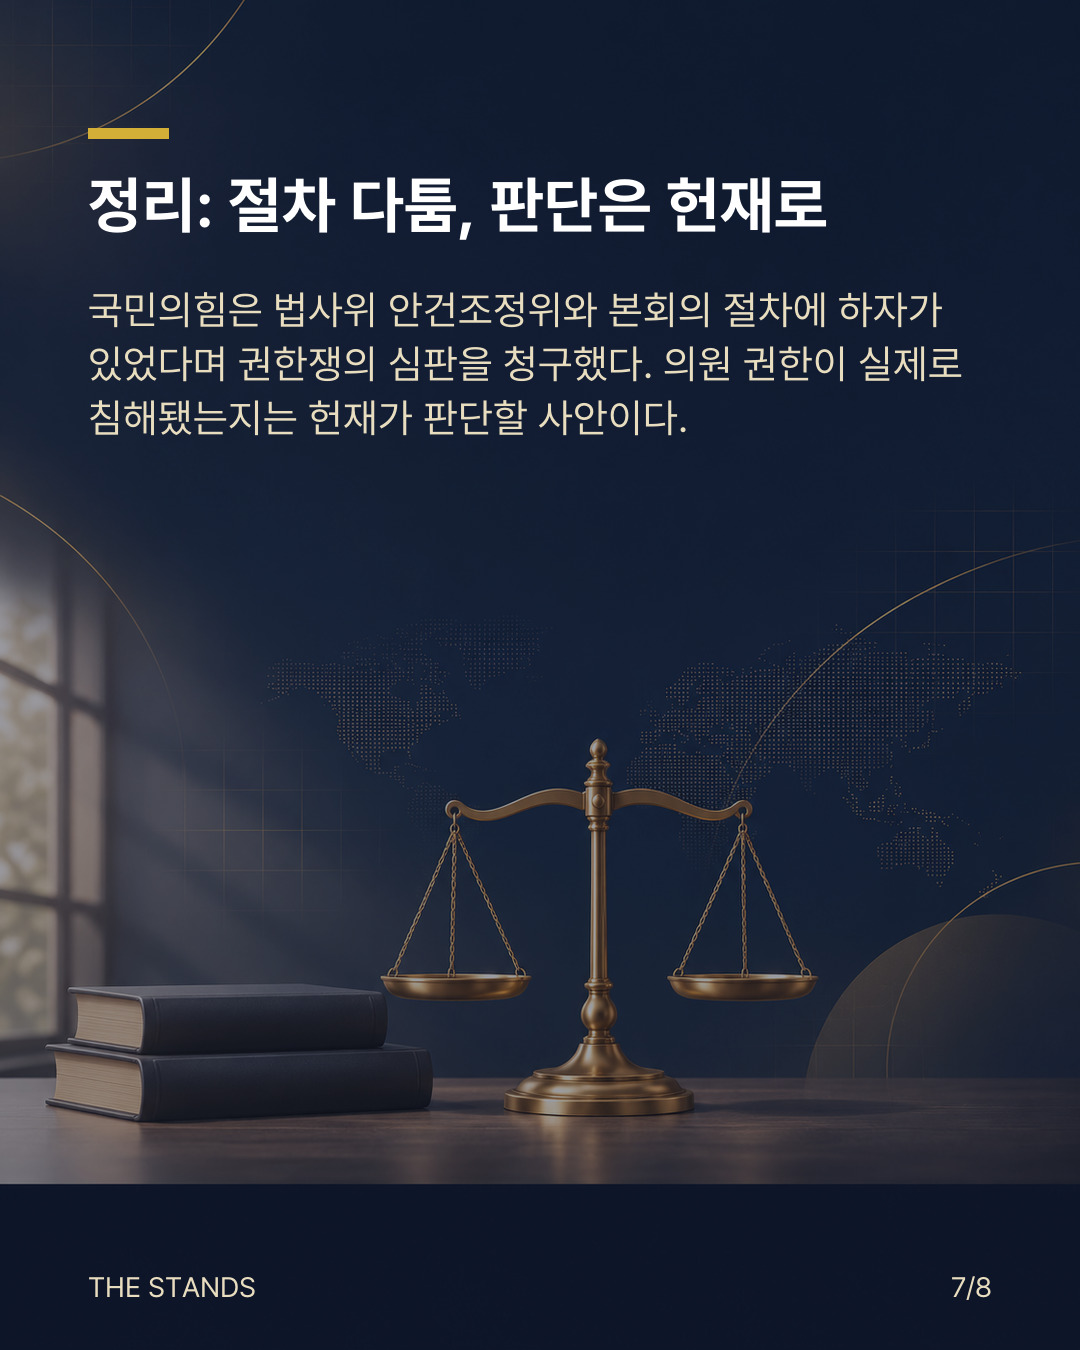 정리: 절차 다툼, 판단은 헌재로
국민의힘은 법사위 안건조정위와 본회의 절차에 하자가
있었다며 권한쟁의 심판을 청구했다. 의원 권한이 실제로
침해됐는지는 헌재가 판단할 사안이다.
THE STANDS
7/8